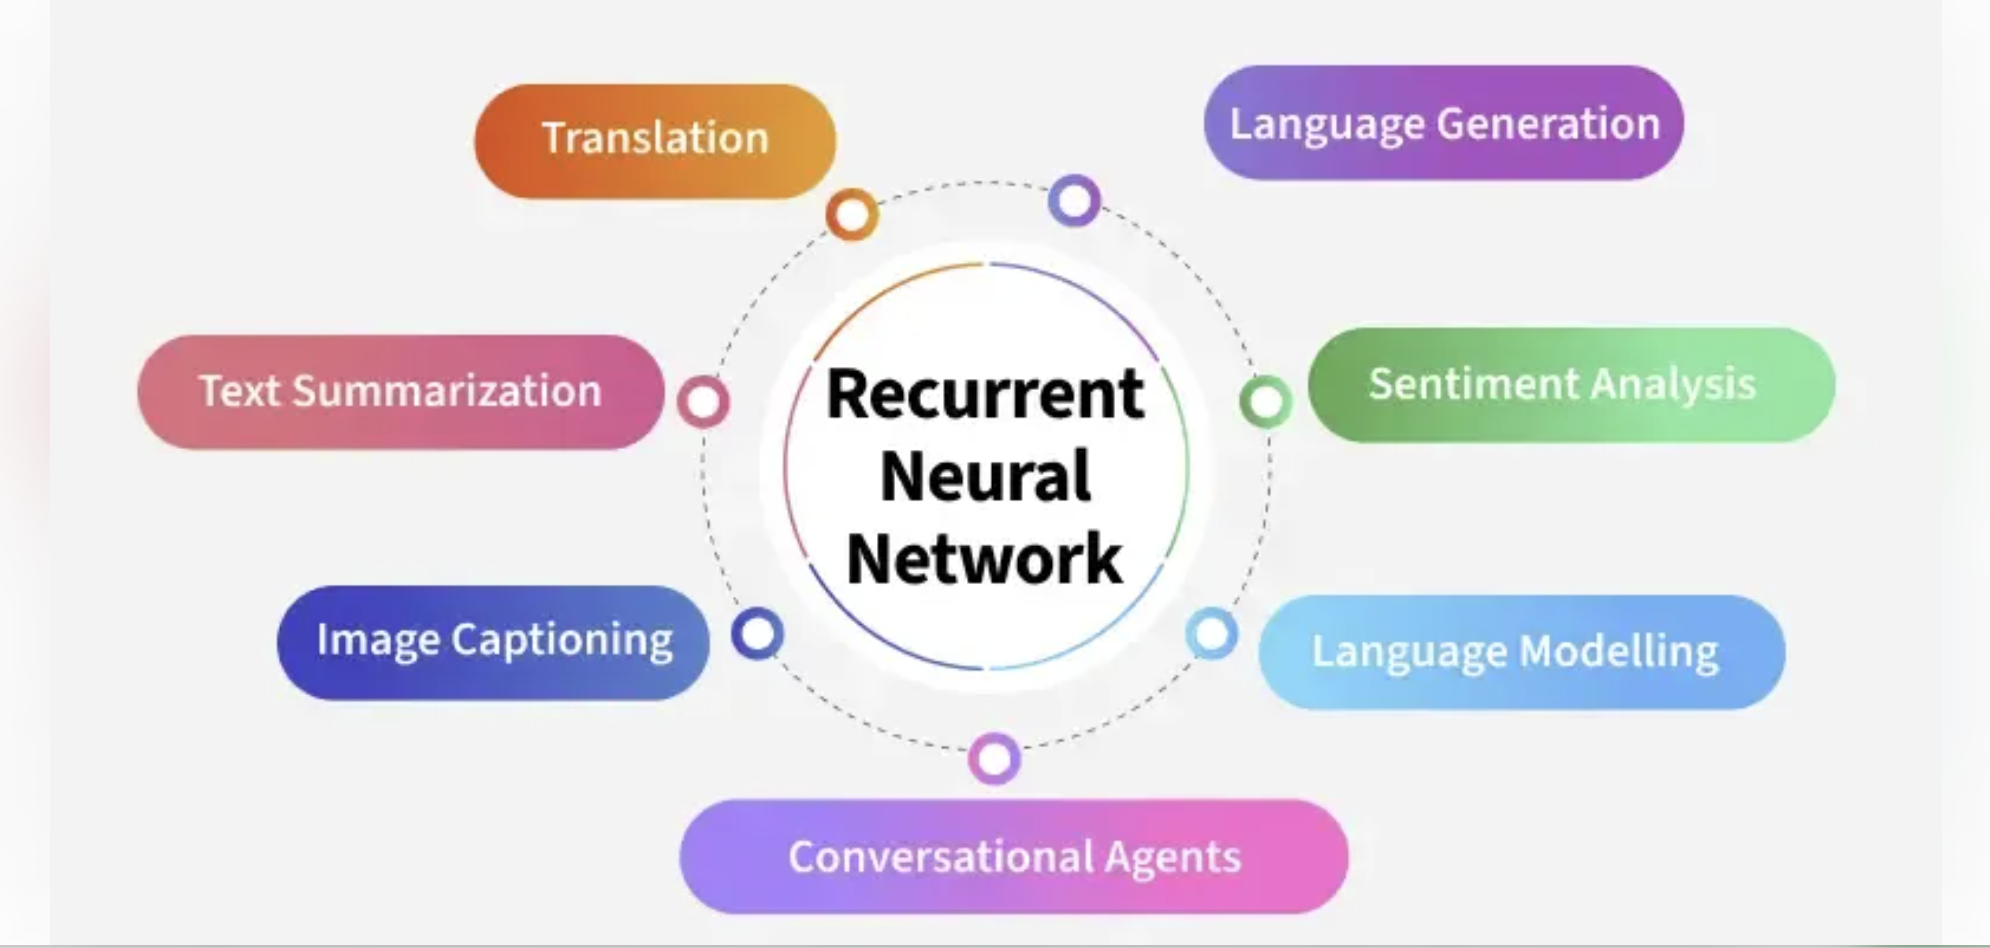 Translation
Language Generation
Text Summarization
Recurrent
Neural
Network
Sentiment Analysis
Image Captioning
Language Modelling
Conversational Agents